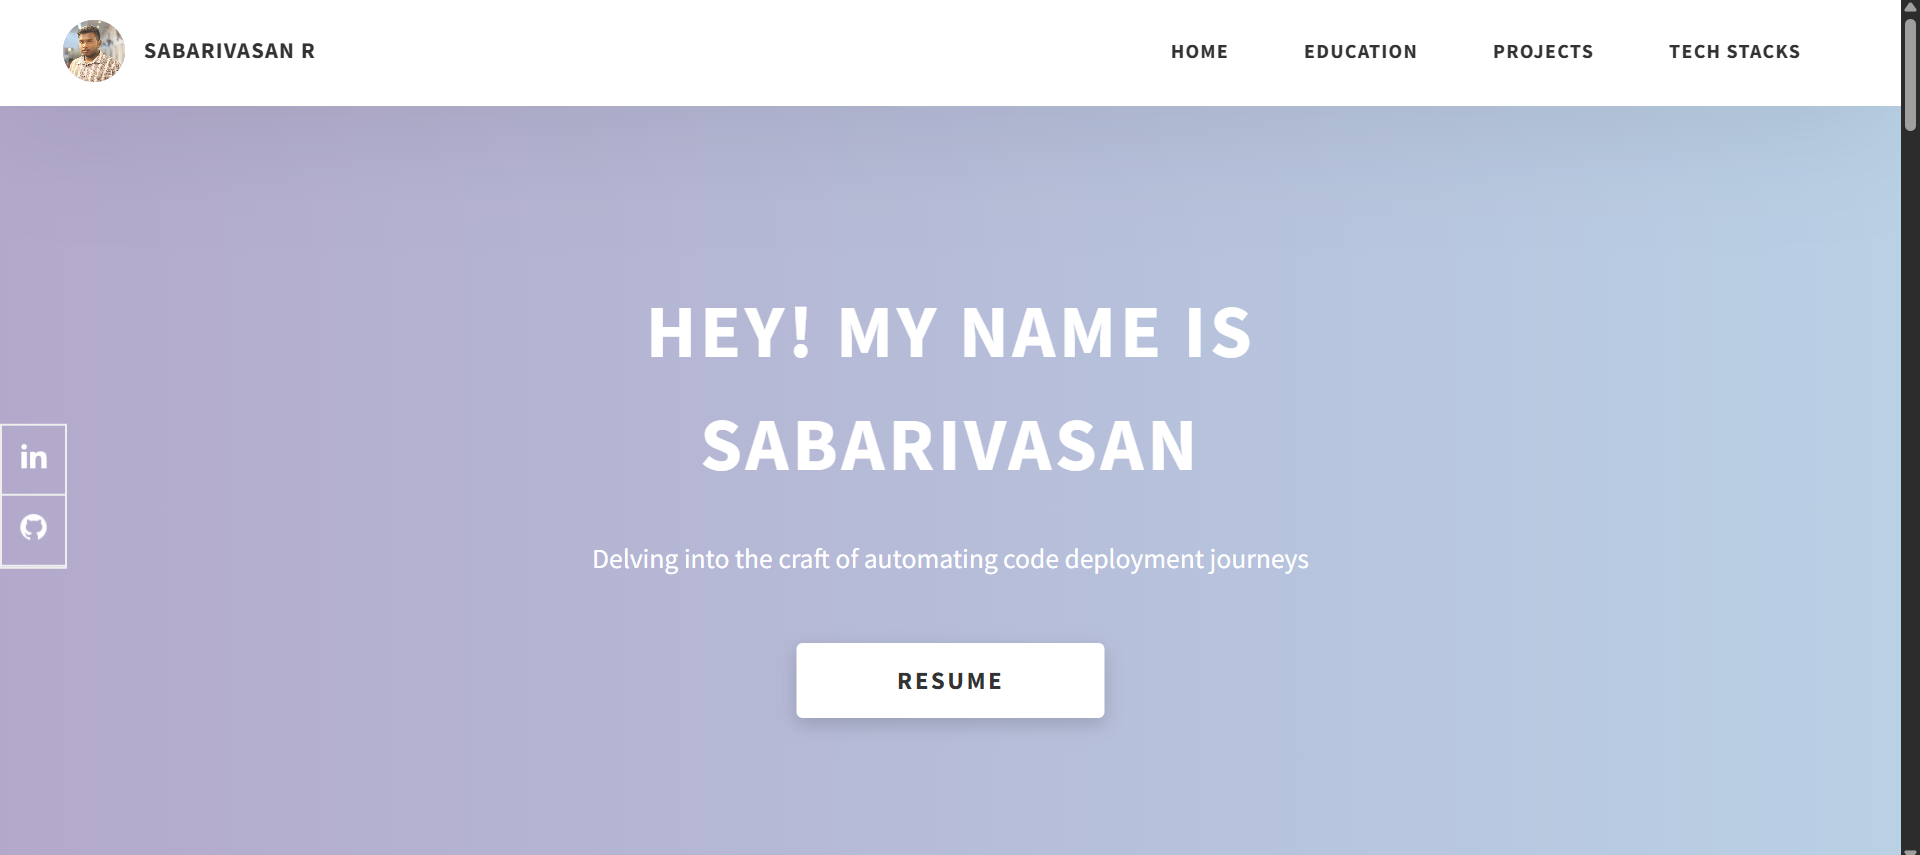 SABARIVASAN R
HOME EDUCATION PROJECTS TECH STACKS
HEY! MY NAME IS
SABARIVASAN
in
Delving into the craft of automating code deployment journeys
RESUME